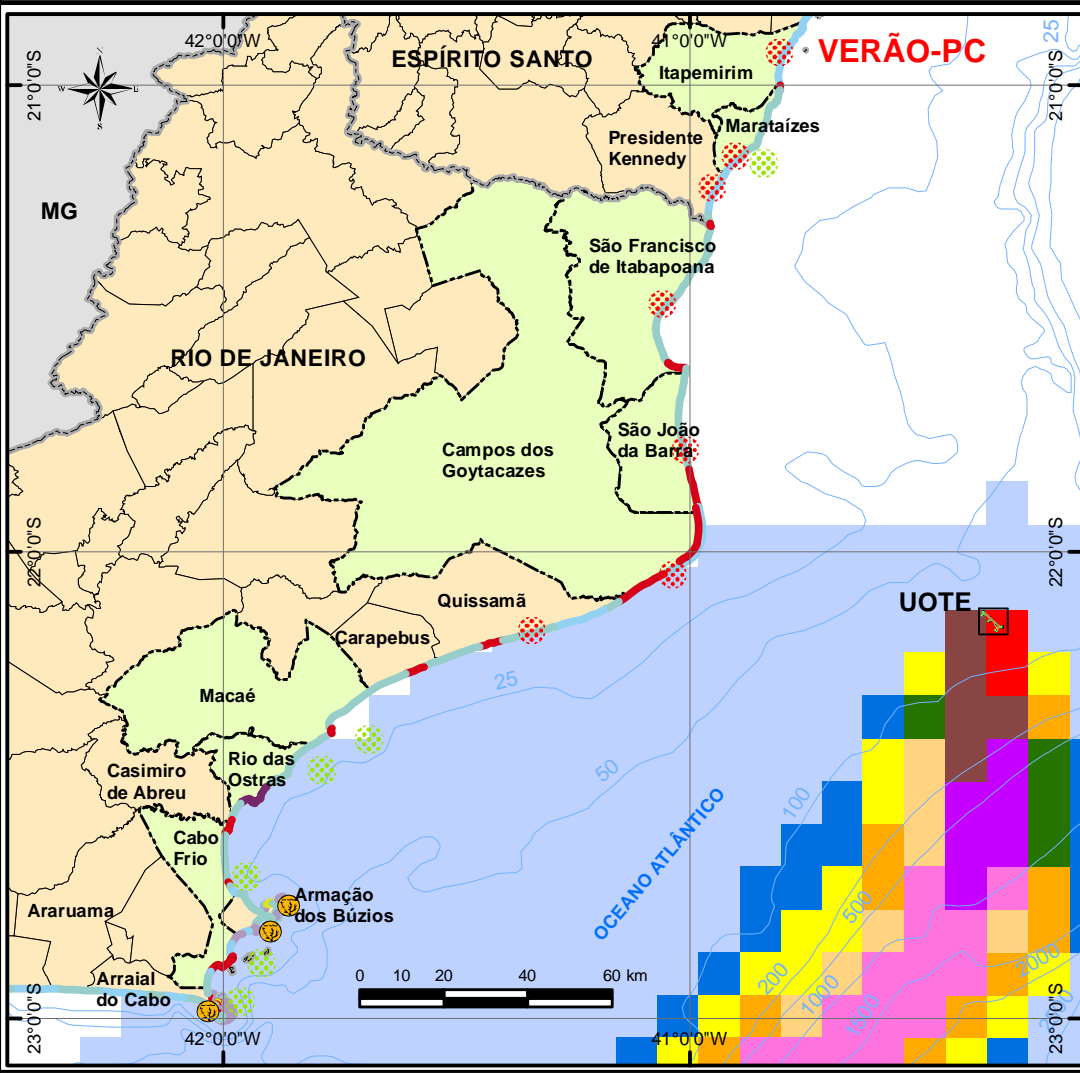 42°0'0"W
41°0'0"W
25
ESPÍRITO SANTO
VERÃO-PC
Itapemirim
N
W
E
S
21°0'0"S
21°0'0"S
Marataízes
Presidente
Kennedy
MG
São Francisco
de Itabapoana
RIO DE JANEIRO
São João
da Barra
Campos dos
Goytacazes
22°0'0"S
22°0'0"S
Quissamã
UOTE
Carapebus
25
Macaé
Rio das
Ostras
Casimiro
de Abreu
50
100
OCEANO ATLÂNTICO
Cabo
Frio
Armação
dos Búzios
Araruama
500
Arraial
do Cabo
0 10 20 40 60 km
200
1000
1500
2000
23°0'0"S
23°0'0"S
42°0'0"W
41°0'0"W